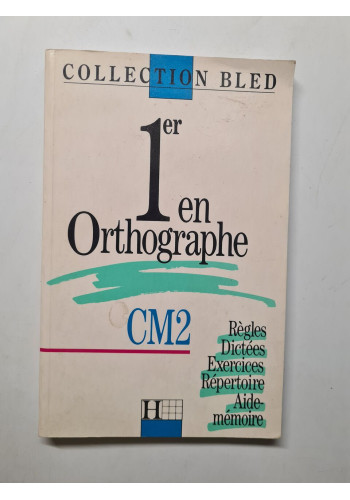 COLLECTION BLED
1er en
Orthographe
CM2
Règles
Dictées
Exercices
Répertoire
Aide-
mémoire
H